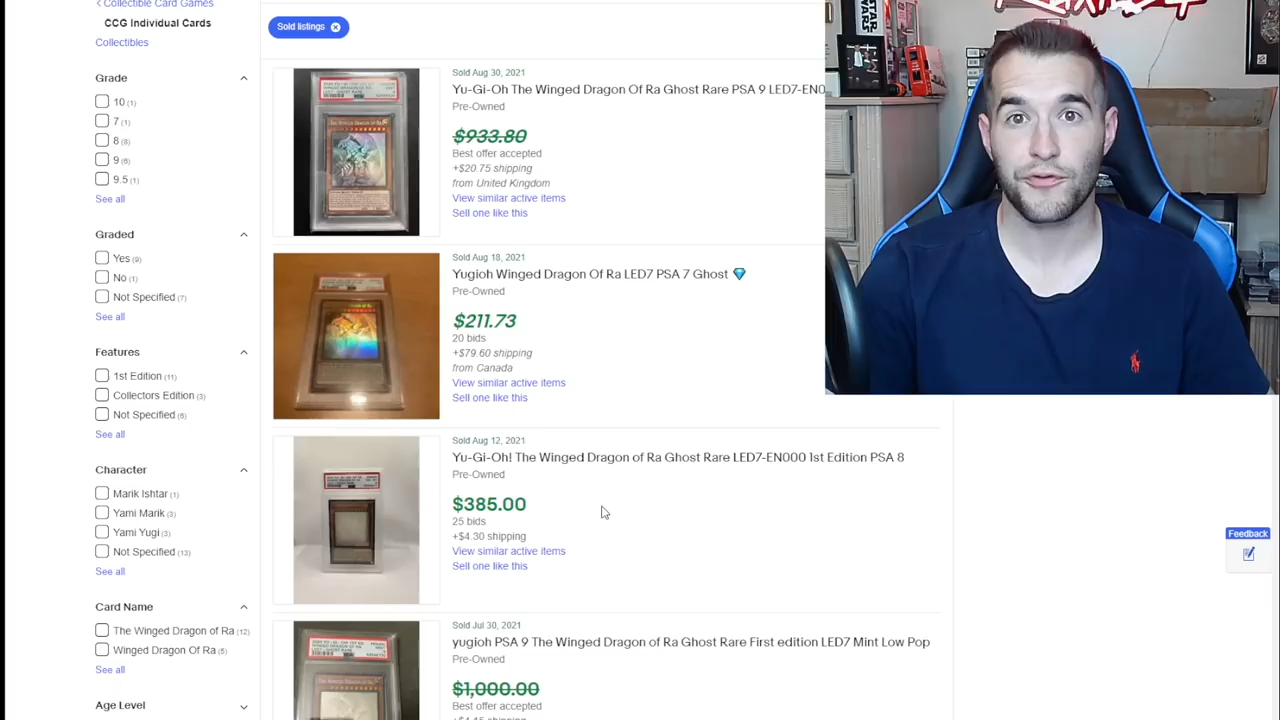 Collectible Card Games
CCG Individual Cards
Collectibles
Grade
10 (1)
7 (1)
8 (8)
9 (6)
9.5 (1)
See all
Graded
Yes (9)
No (1)
Not Specified (7)
See all
Features
1st Edition (11)
Collectors Edition (3)
Not Specified (6)
See all
Character
Marik Ishtar (1)
Yami Marik (3)
Yami Yugi (3)
Not Specified (13)
See all
Card Name
The Winged Dragon of Ra (12)
Winged Dragon Of Ra (5)
See all
Age Level
Sold listings
Sold Aug 30, 2021
Yu-Gi-Oh The Winged Dragon Of Ra Ghost Rare PSA 9 LED7-EN0
Pre-Owned
$933.80
Best offer accepted
+$20.75 shipping
from United Kingdom
View similar active items
Sell one like this
Sold Aug 18, 2021
Yugioh Winged Dragon Of Ra LED7 PSA 7 Ghost 💎
Pre-Owned
$211.73
20 bids
+$79.60 shipping
from Canada
View similar active items
Sell one like this
Sold Aug 12, 2021
Yu-Gi-Oh! The Winged Dragon of Ra Ghost Rare LED7-EN000 1st Edition PSA 8
Pre-Owned
$385.00
25 bids
+$4.30 shipping
View similar active items
Sell one like this
Sold Jul 30, 2021
yugioh PSA 9 The Winged Dragon of Ra Ghost Rare First edition LED7 Mint Low Pop
Pre-Owned
$1,000.00
Best offer accepted
STAR
WARS
Feedback